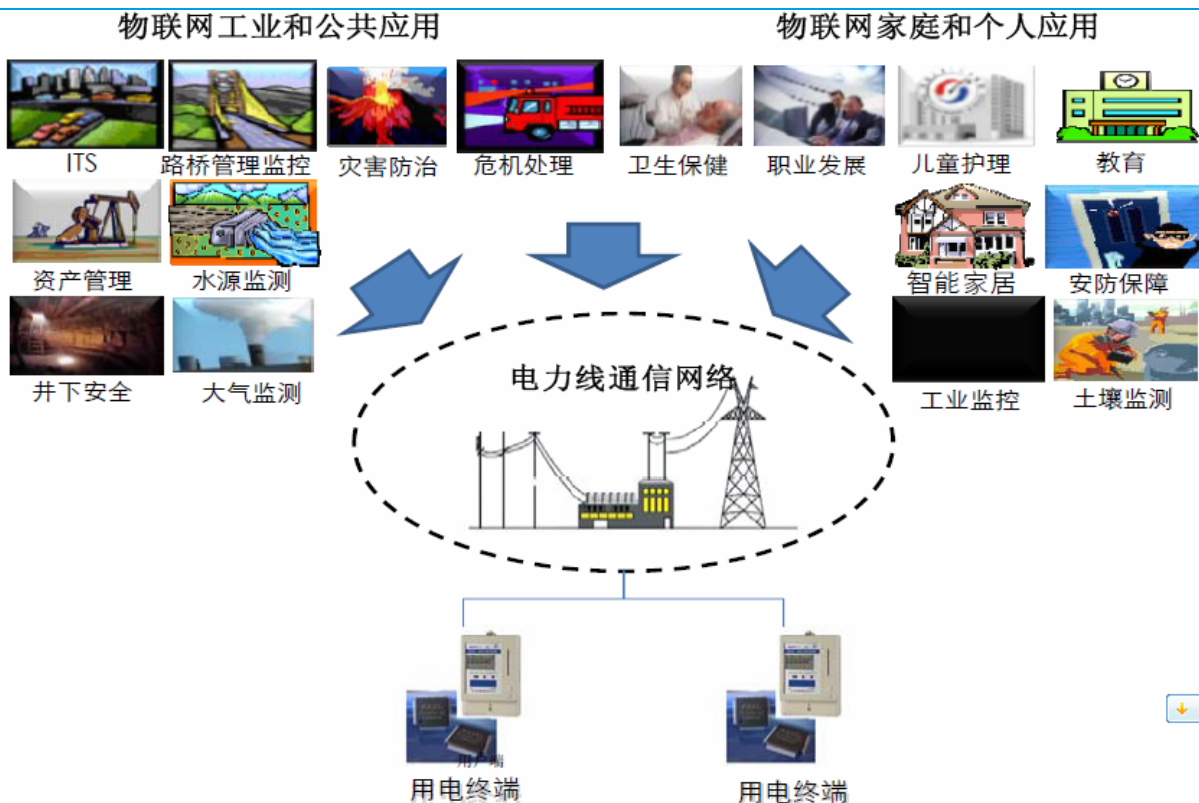 物联网工业和公共应用
物联网家庭和个人应用
ITS
路桥管理监控
灾害防治
危机处理
卫生保健
职业发展
儿童护理
教育
资产管理
水源监测
智能家居
安防保障
井下安全
大气监测
工业监控
土壤监测
电力线通信网络
用户端
用电终端
用电终端